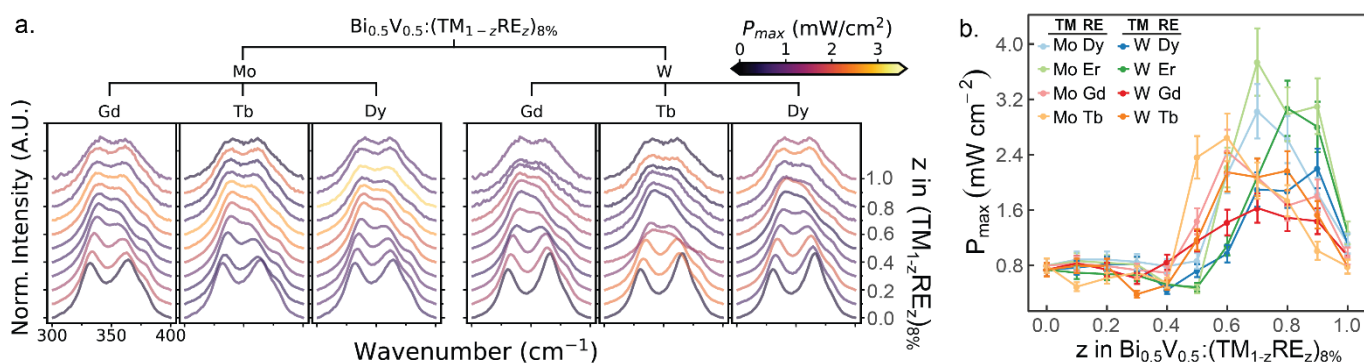 a.
Bi0.5V0.5:(TM1-zREz)8%
Pmax (mW/cm²)
0 1 2 3
Mo W
Gd Tb Dy Gd Tb Dy
Norm. Intensity (A.U.)
1.0
0.8
0.6
0.4
0.2
0.0
z in (TM1-zREz)8%
300 350 400
Wavenumber (cm⁻¹)
b.
TM RE TM RE
Mo Dy W Dy
Mo Er W Er
Mo Gd W Gd
Mo Tb W Tb
Pmax (mW cm⁻²)
4.0
3.2
2.4
1.6
0.8
0.0 0.2 0.4 0.6 0.8 1.0
z in Bi0.5V0.5:(TM1-zREz)8%